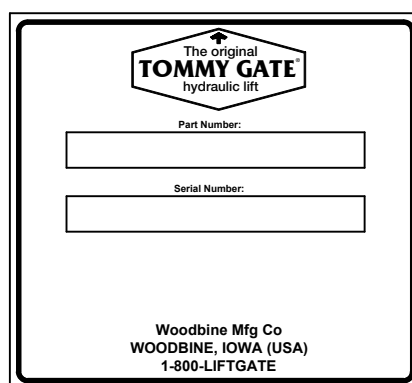 The original
TOMMY GATE®
hydraulic lift
Part Number:
Serial Number:
Woodbine Mfg Co
WOODBINE, IOWA (USA)
1-800-LIFTGATE